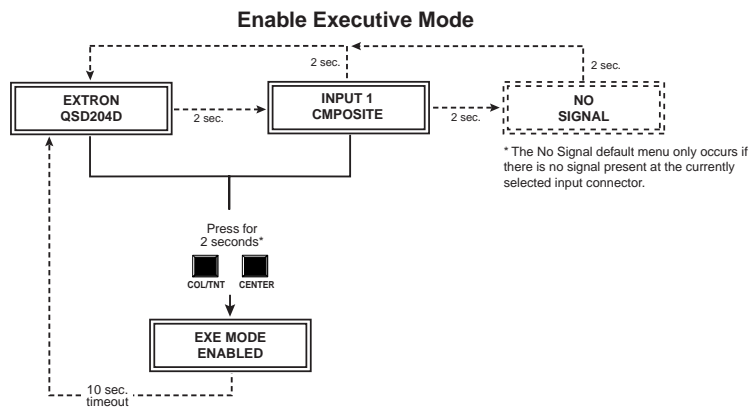 Enable Executive Mode
2 sec.
2 sec.
EXTRON
QSD204D
2 sec.
INPUT 1
CMPOSITE
2 sec.
NO
SIGNAL
* The No Signal default menu only occurs if
there is no signal present at the currently
selected input connector.
Press for
2 seconds*
COL/TNT
CENTER
EXE MODE
ENABLED
10 sec.
timeout